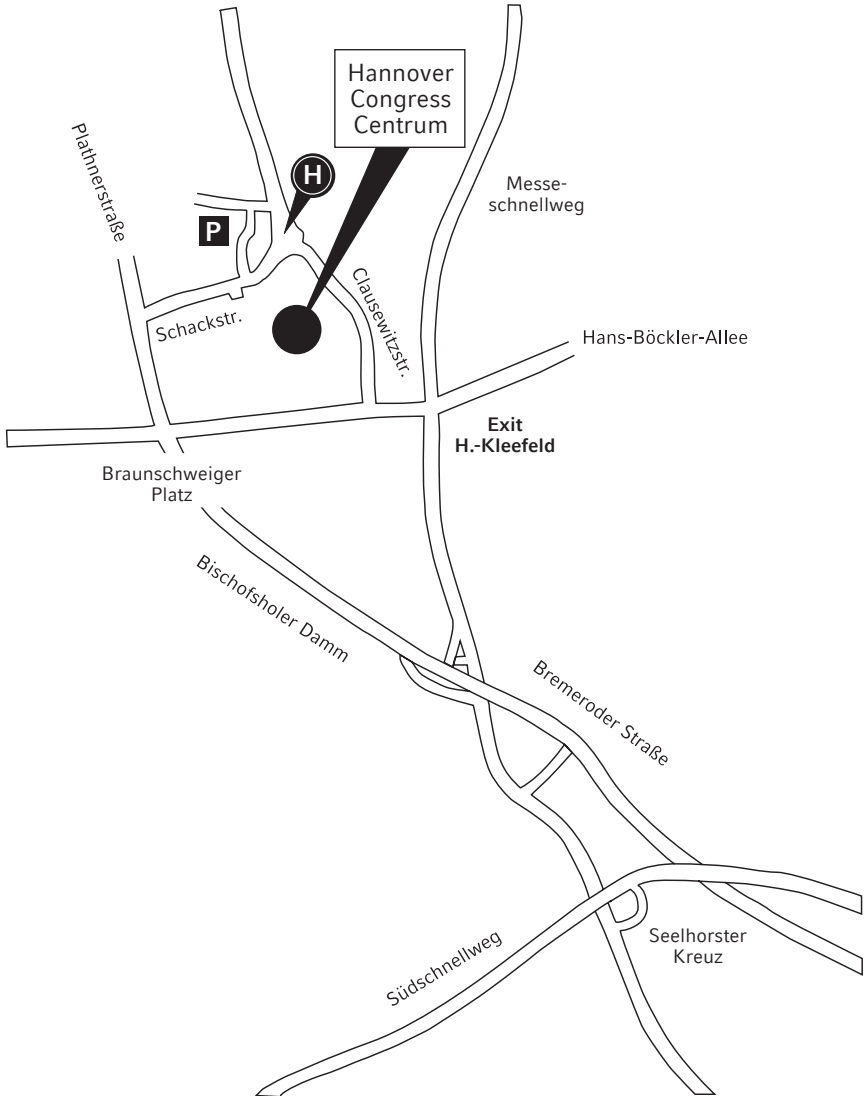 Hannover
Congress
Centrum
Plathnerstraße
H
Messe-
schnellweg
P
Clausewitzstr.
Schackstr.
Hans-Böckler-Allee
Exit
H.-Kleefeld
Braunschweiger
Platz
Bischofsholer Damm
Bremeroder Straße
Seelhorster
Kreuz
Südschnellweg